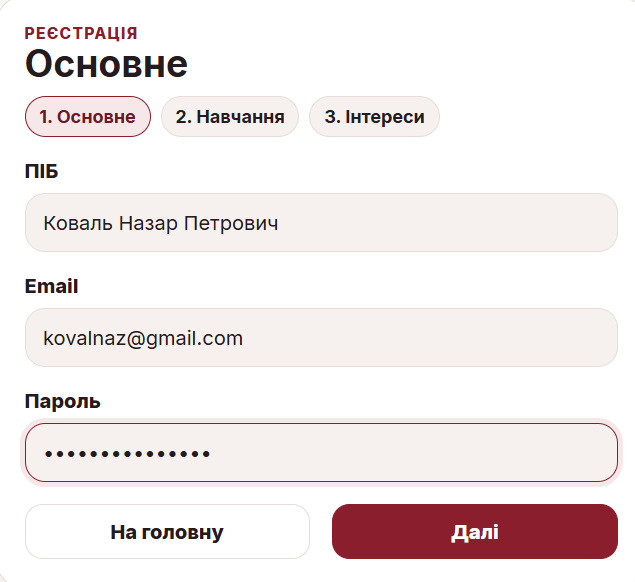 РЕЄСТРАЦІЯ
Основне
1. Основне 2. Навчання 3. Інтереси
ПІБ
Коваль Назар Петрович
Email
kovalnaz@gmail.com
Пароль
•••••••••••••••
На головну Далі